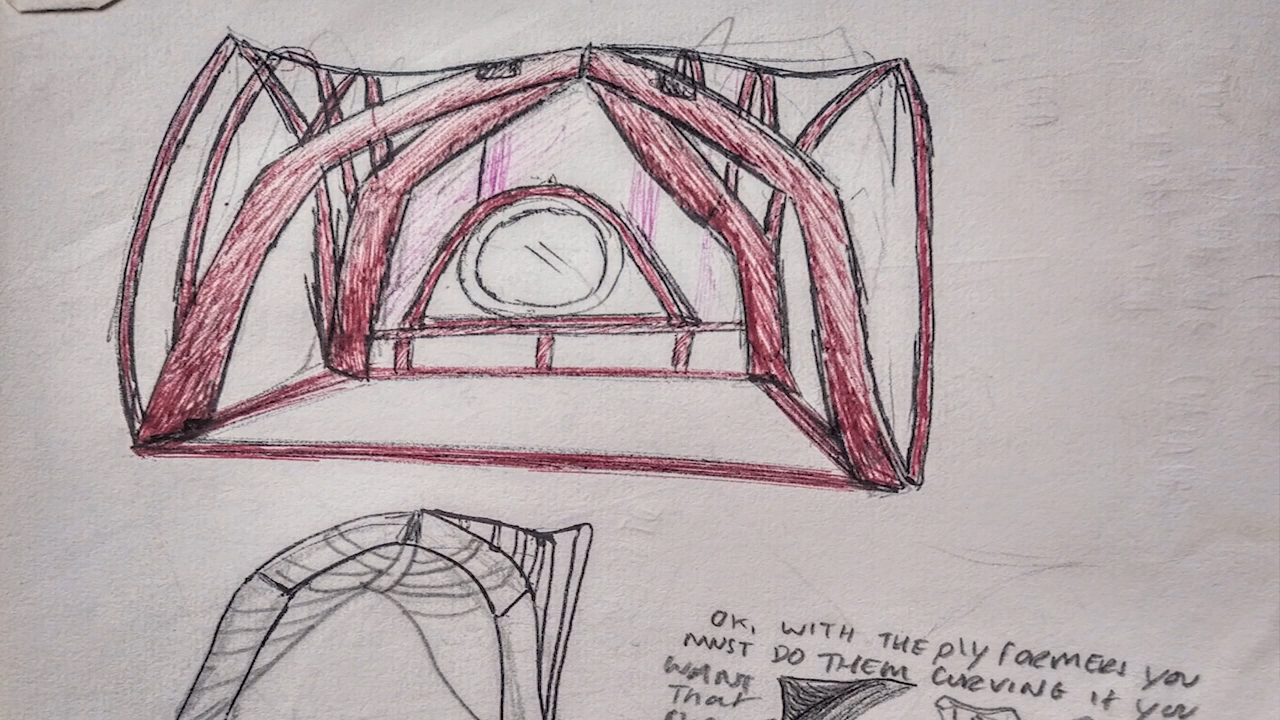 OK, WITH THE Ply FORMERS YOU
MUST DO THEM CURVING IF YOU
WANT
That